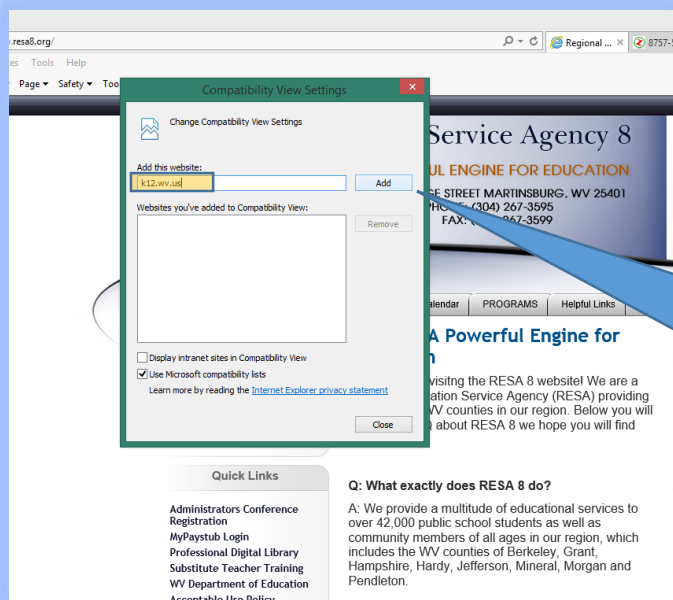 .resa8.org/
Regional ...
8757-
es Tools Help
Page Safety Too
Compatibility View Settings
Change Compatibility View Settings
Add this website:
k12.wv.us
Add
Websites you've added to Compatibility View:
Remove
Display intranet sites in Compatibility View
Use Microsoft compatibility lists
Learn more by reading the Internet Explorer privacy statement
Close
Service Agency 8
UL ENGINE FOR EDUCATION
STREET MARTINSBURG, WV 25401
(304) 267-3595
FAX: 267-3599
alendar PROGRAMS Helpful Links
A Powerful Engine for
n
visitng the RESA 8 website! We are a
ation Service Agency (RESA) providing
WV counties in our region. Below you will
about RESA 8 we hope you will find
Quick Links
Administrators Conference
Registration
MyPaystub Login
Professional Digital Library
Substitute Teacher Training
WV Department of Education
Acceptable Use Policy
Q: What exactly does RESA 8 do?
A: We provide a multitude of educational services to
over 42,000 public school students as well as
community members of all ages in our region, which
includes the WV counties of Berkeley, Grant,
Hampshire, Hardy, Jefferson, Mineral, Morgan and
Pendleton.